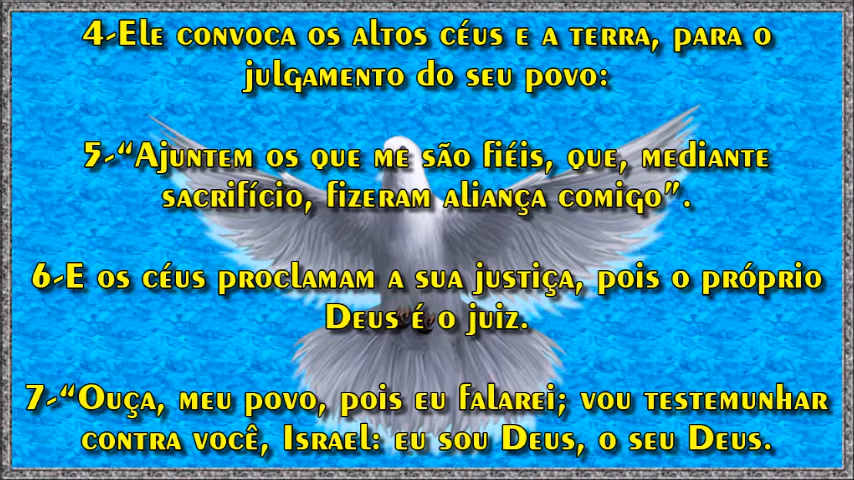 4-Ele convoca os altos céus e a terra, para o
julgamento do seu povo:
5-“Ajuntem os que me são fiéis, que, mediante
sacrifício, fizeram aliança comigo”.
6-E os céus proclamam a sua justiça, pois o próprio
Deus é o juiz.
7-“Ouça, meu povo, pois eu falarei; vou testemunhar
contra você, Israel: eu sou Deus, o seu Deus.